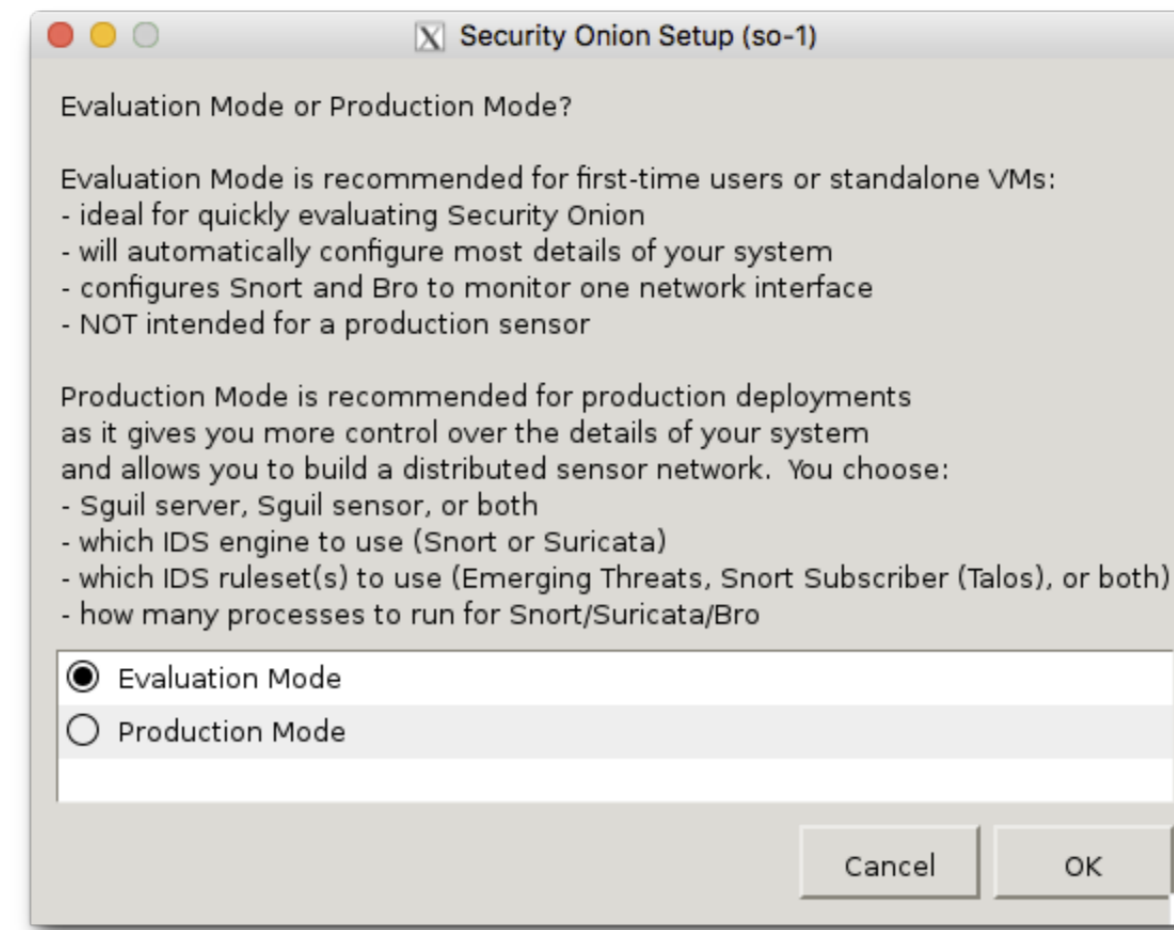 Security Onion Setup (so-1)
Evaluation Mode or Production Mode?
Evaluation Mode is recommended for first-time users or standalone VMs:
- ideal for quickly evaluating Security Onion
- will automatically configure most details of your system
- configures Snort and Bro to monitor one network interface
- NOT intended for a production sensor
Production Mode is recommended for production deployments
as it gives you more control over the details of your system
and allows you to build a distributed sensor network.  You choose:
- Sguil server, Sguil sensor, or both
- which IDS engine to use (Snort or Suricata)
- which IDS ruleset(s) to use (Emerging Threats, Snort Subscriber (Talos), or both)
- how many processes to run for Snort/Suricata/Bro
Evaluation Mode
Production Mode
Cancel OK